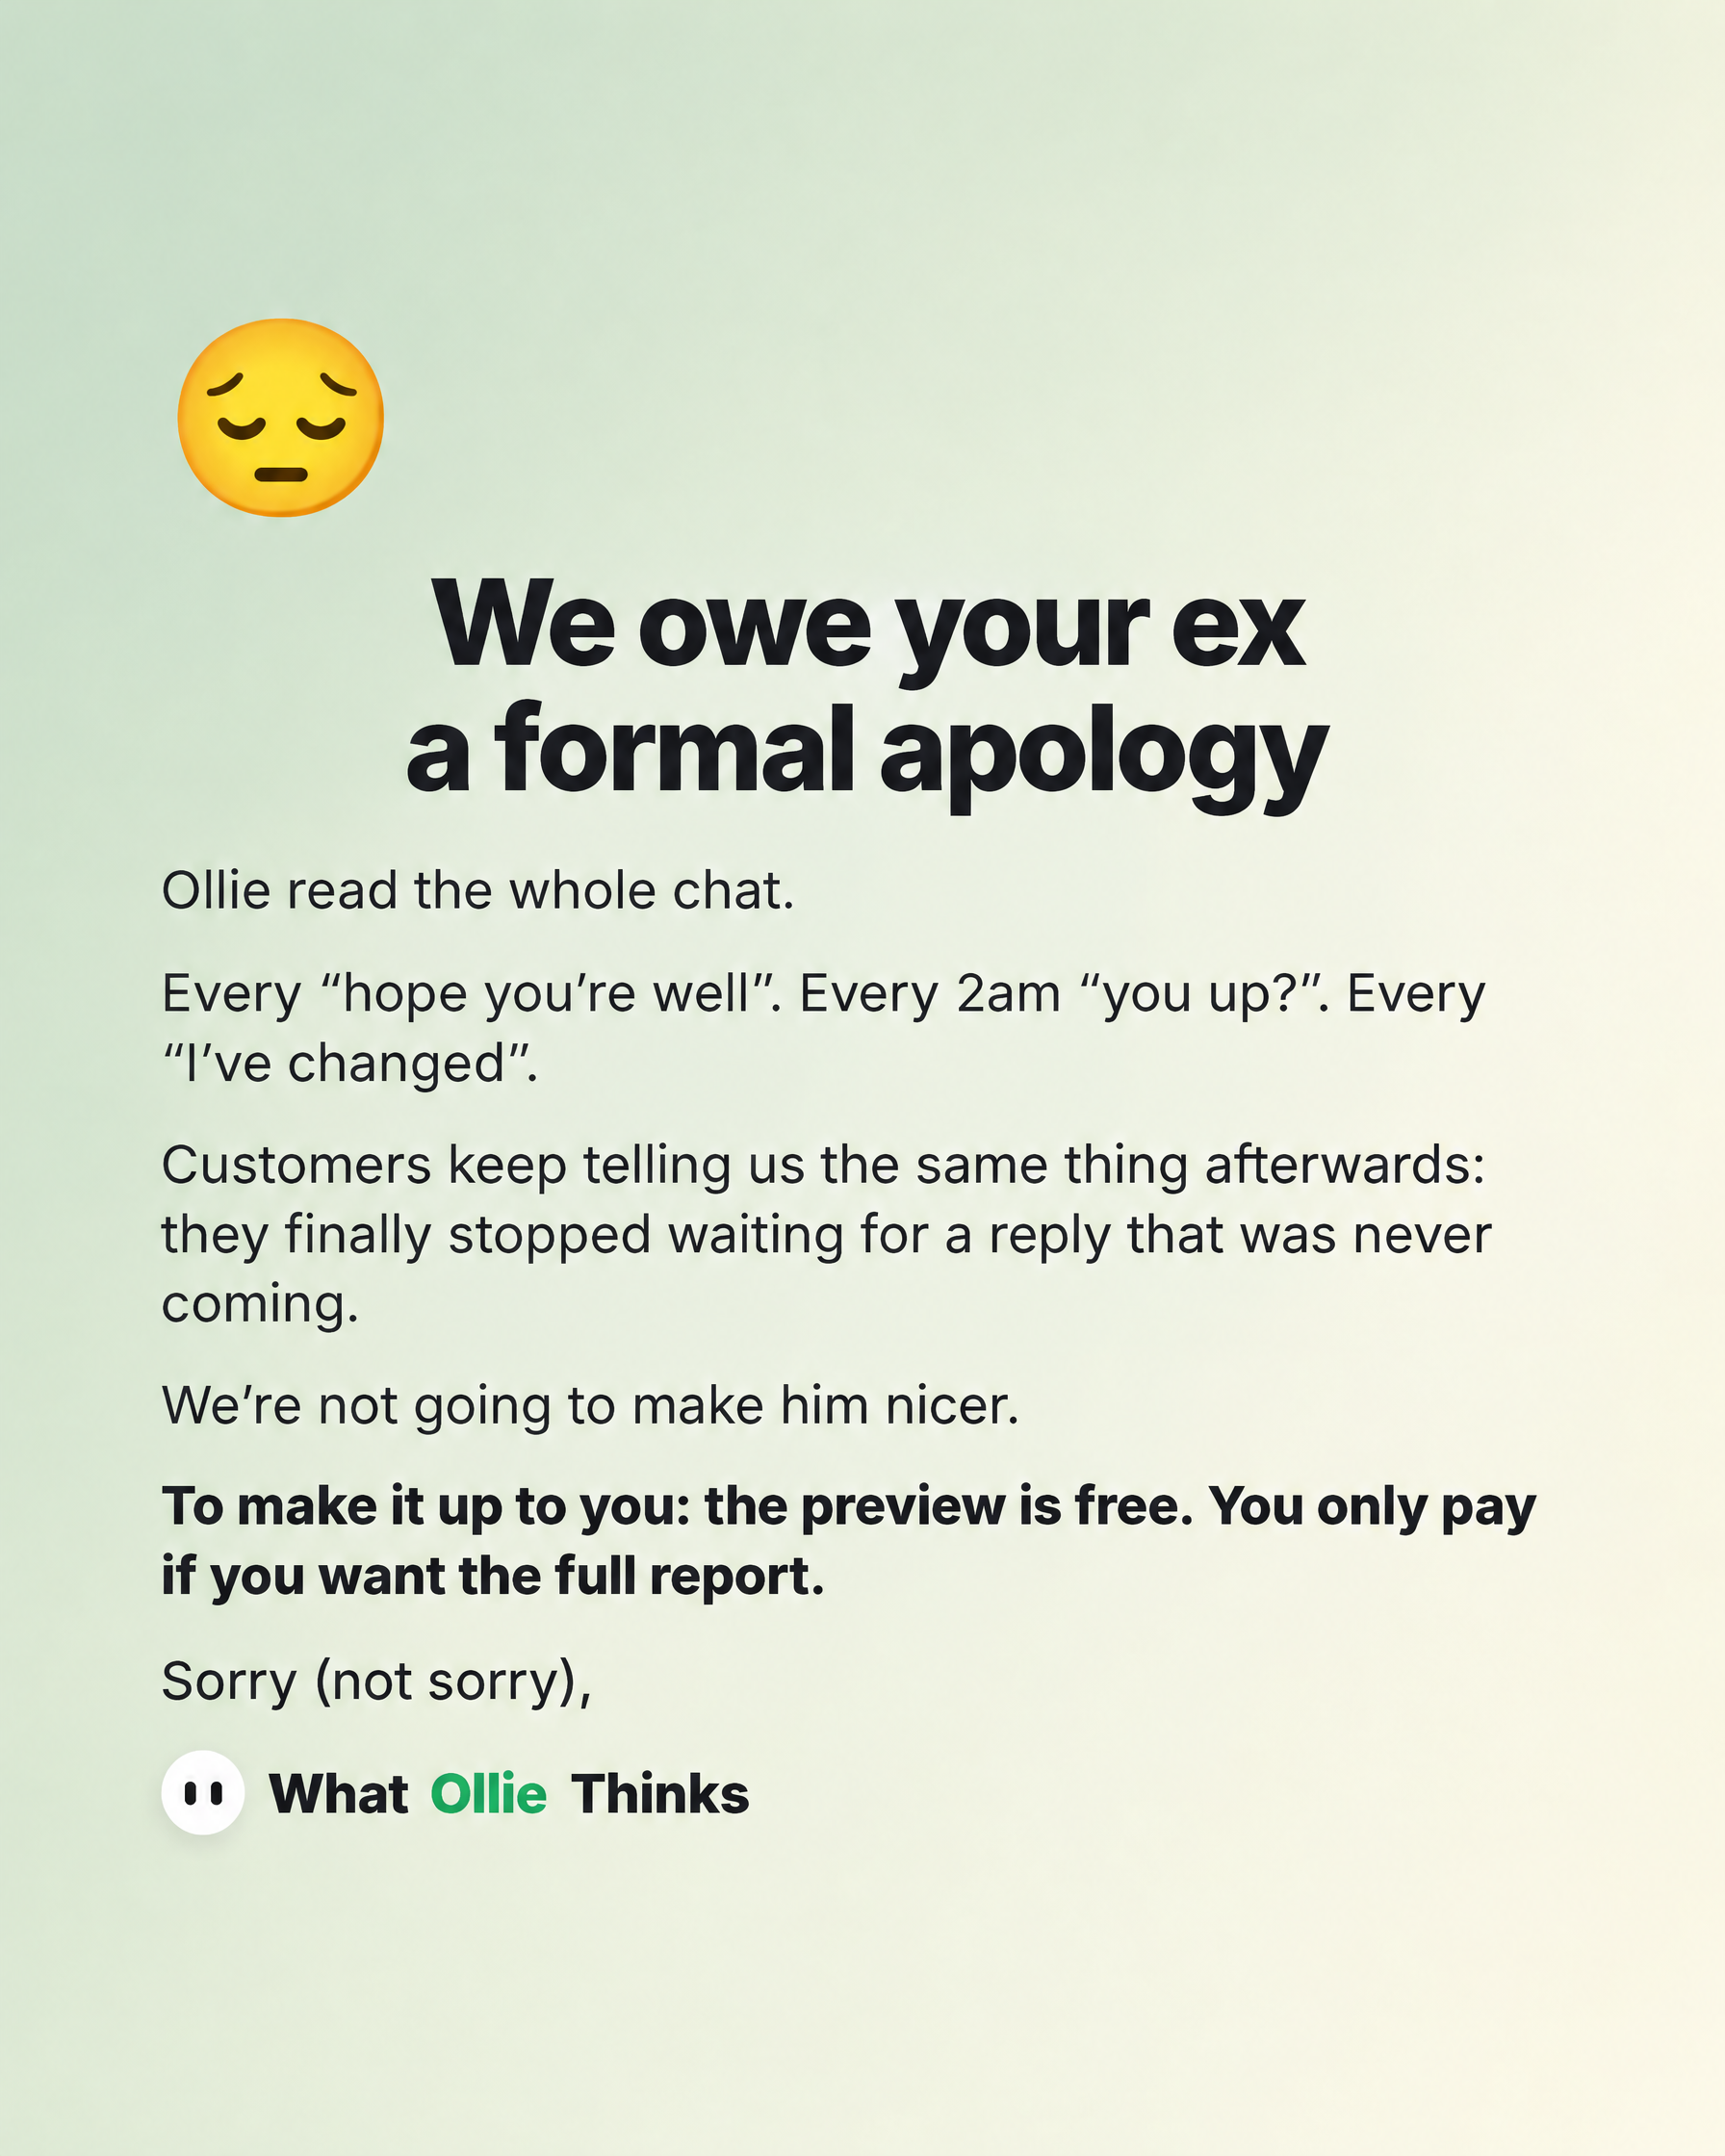 We owe your ex
a formal apology
Ollie read the whole chat.
Every “hope you’re well”. Every 2am “you up?”. Every
“I’ve changed”.
Customers keep telling us the same thing afterwards:
they finally stopped waiting for a reply that was never
coming.
We’re not going to make him nicer.
To make it up to you: the preview is free. You only pay
if you want the full report.
Sorry (not sorry),
What Ollie Thinks